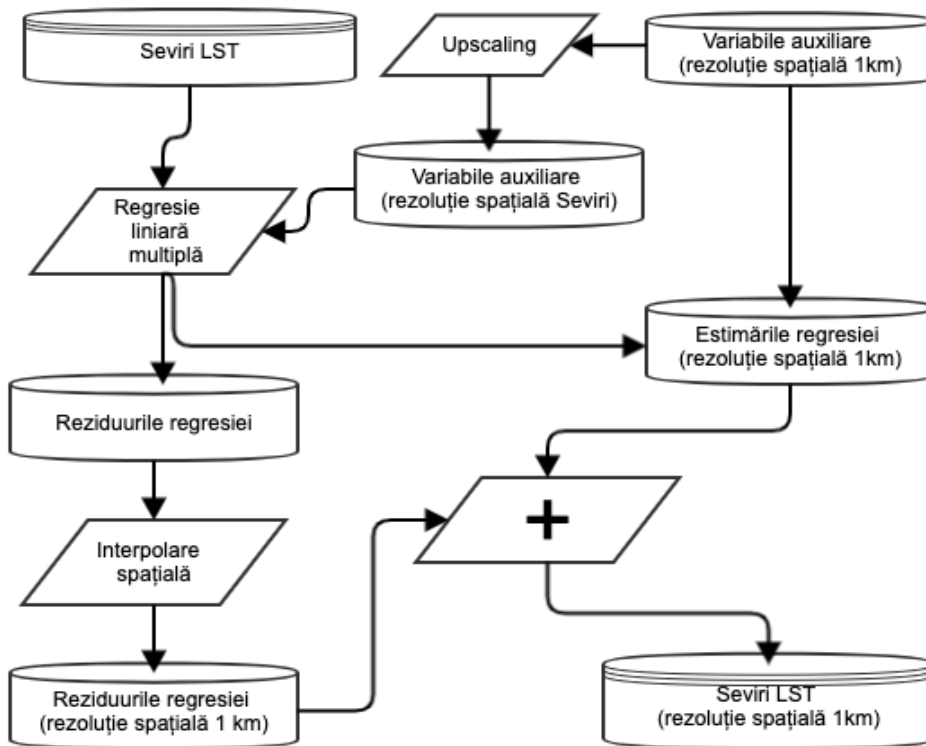 Seviri LST
Upscaling
Variabile auxiliare
(rezoluție spațială 1km)
Variabile auxiliare
(rezoluție spațială Seviri)
Regresie
liniară
multiplă
Estimările regresiei
(rezoluție spațială 1km)
Reziduurile regresiei
+
Interpolare
spațială
Reziduurile regresiei
(rezoluție spațială 1 km)
Seviri LST
(rezoluție spațială 1km)